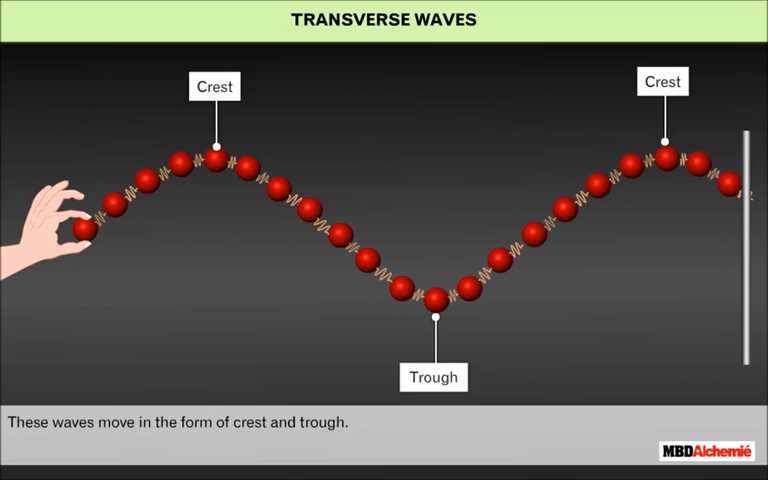 TRANSVERSE WAVES
Crest
Crest
Trough
These waves move in the form of crest and trough.
MBDAlchemié